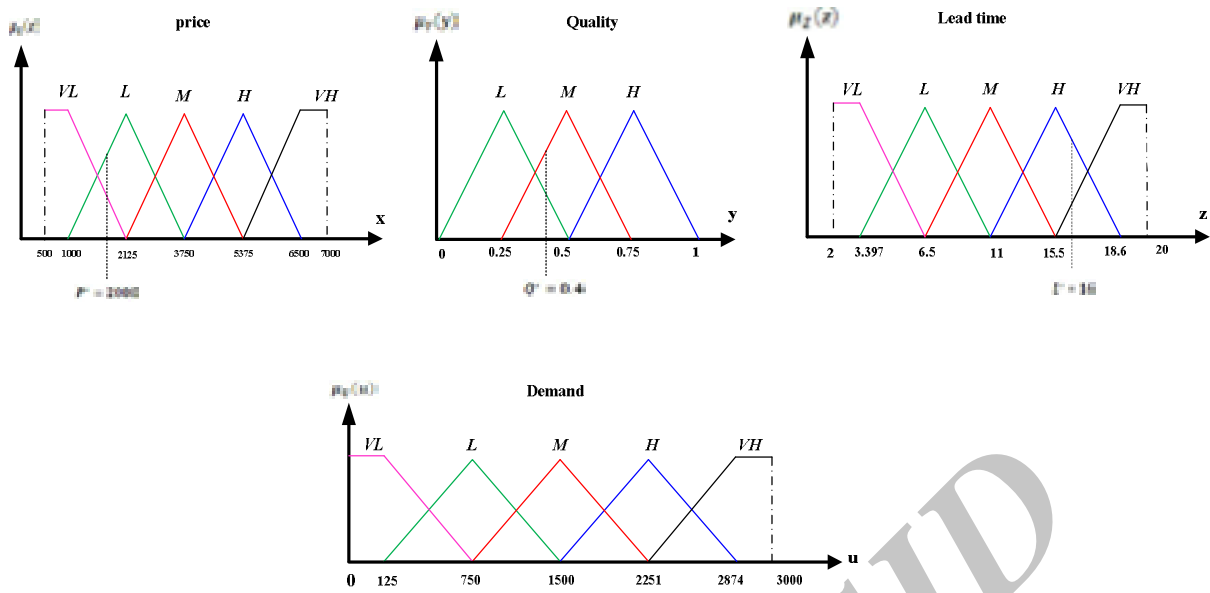 price
Quality
Lead time
VL L M H VH
L M H
VL L M H VH
x
y
z
500 1000 2125 3750 5375 6500 7000
0 0.25 0.5 0.75 1
2 3.397 6.5 11 15.5 18.6 20
Demand
VL L M H VH
u
0 125 750 1500 2251 2874 3000